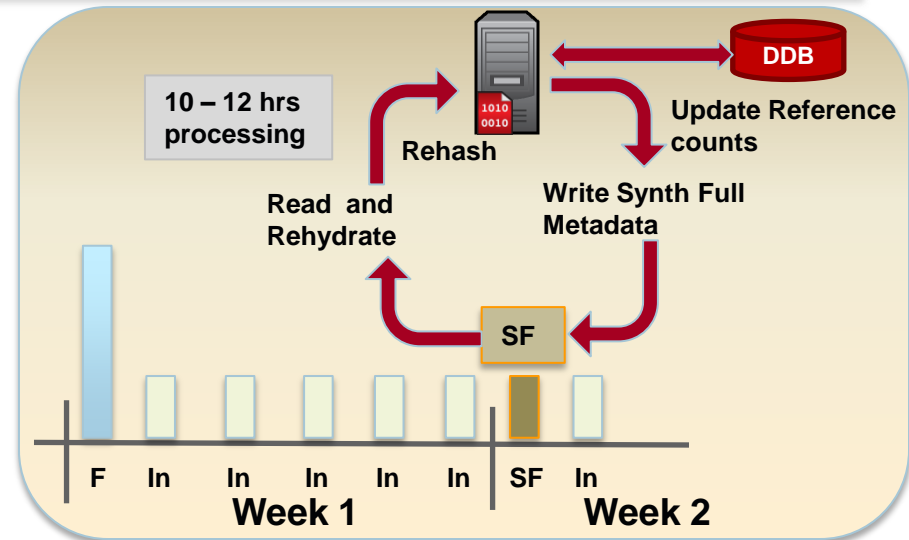 DDB
10 – 12 hrs
processing
1010
0010
Update Reference
counts
Rehash
Write Synth Full
Metadata
Read and
Rehydrate
SF
F In In In In In SF In
Week 1 Week 2